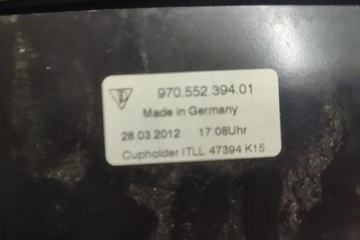 970.552.394.01
Made in Germany
28.03.2012 17:08Uhr
Cupholder ITLL 47394 K15